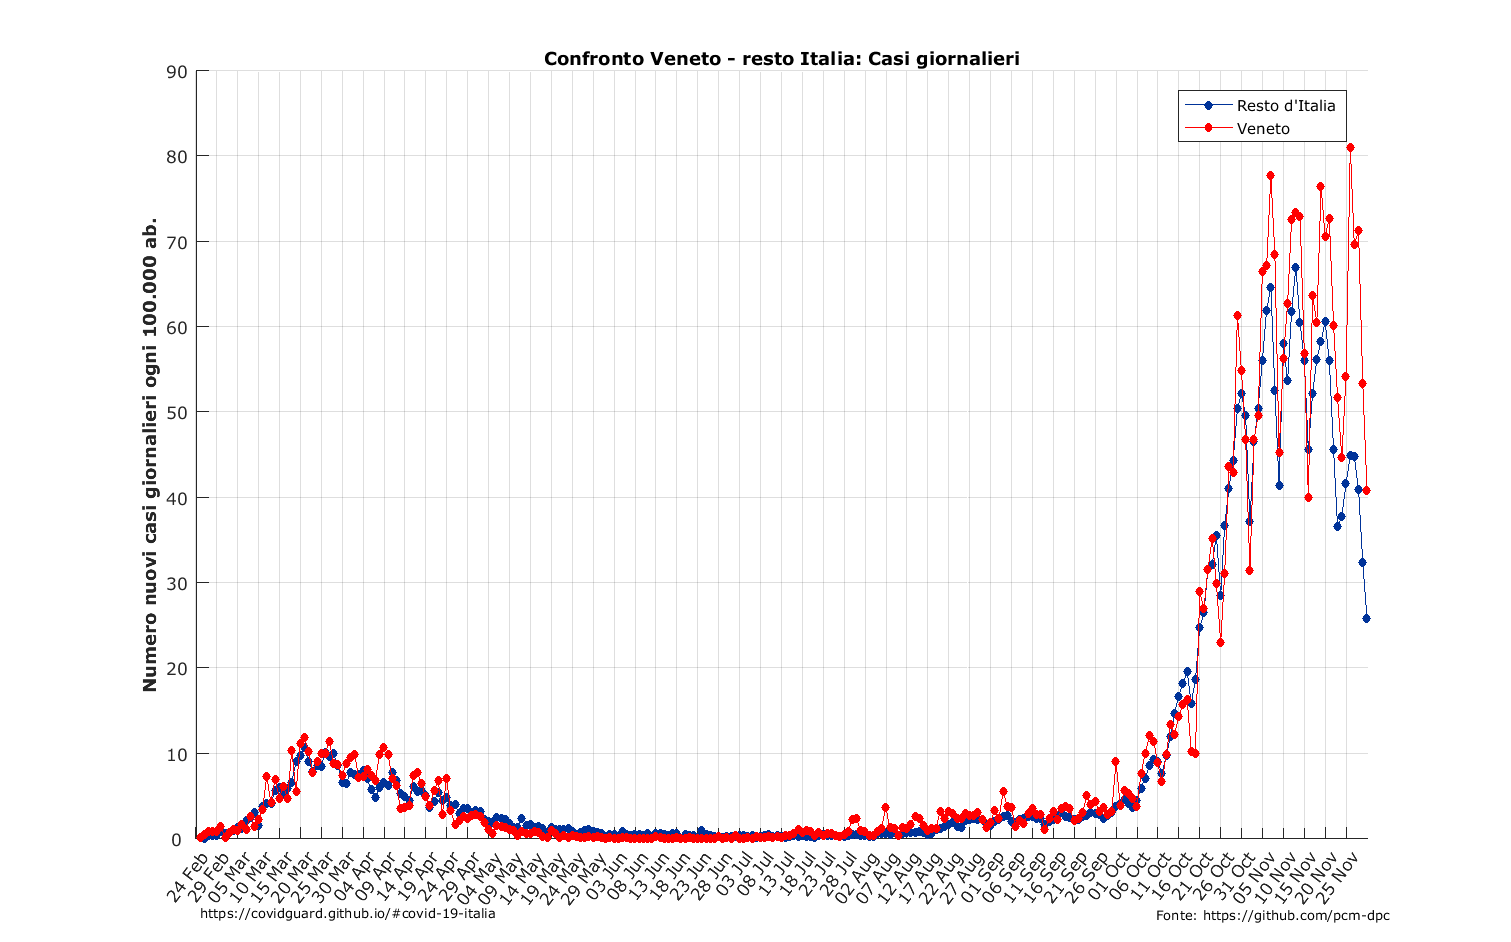 Confronto Veneto - resto Italia: Casi giornalieri
Resto d'Italia
Veneto
Numero nuovi casi giornalieri ogni 100.000 ab.
90
80
70
60
50
40
30
20
10
0
24 Feb
29 Feb
05 Mar
10 Mar
15 Mar
20 Mar
25 Mar
30 Mar
04 Apr
09 Apr
14 Apr
19 Apr
24 Apr
29 Apr
04 May
09 May
14 May
19 May
24 May
29 May
03 Jun
08 Jun
13 Jun
18 Jun
23 Jun
28 Jun
03 Jul
08 Jul
13 Jul
18 Jul
23 Jul
28 Jul
02 Aug
07 Aug
12 Aug
17 Aug
22 Aug
27 Aug
01 Sep
06 Sep
11 Sep
16 Sep
21 Sep
26 Sep
01 Oct
06 Oct
11 Oct
16 Oct
21 Oct
26 Oct
31 Oct
05 Nov
10 Nov
15 Nov
20 Nov
25 Nov
https://covidguard.github.io/#covid-19-italia
Fonte: https://github.com/pcm-dpc